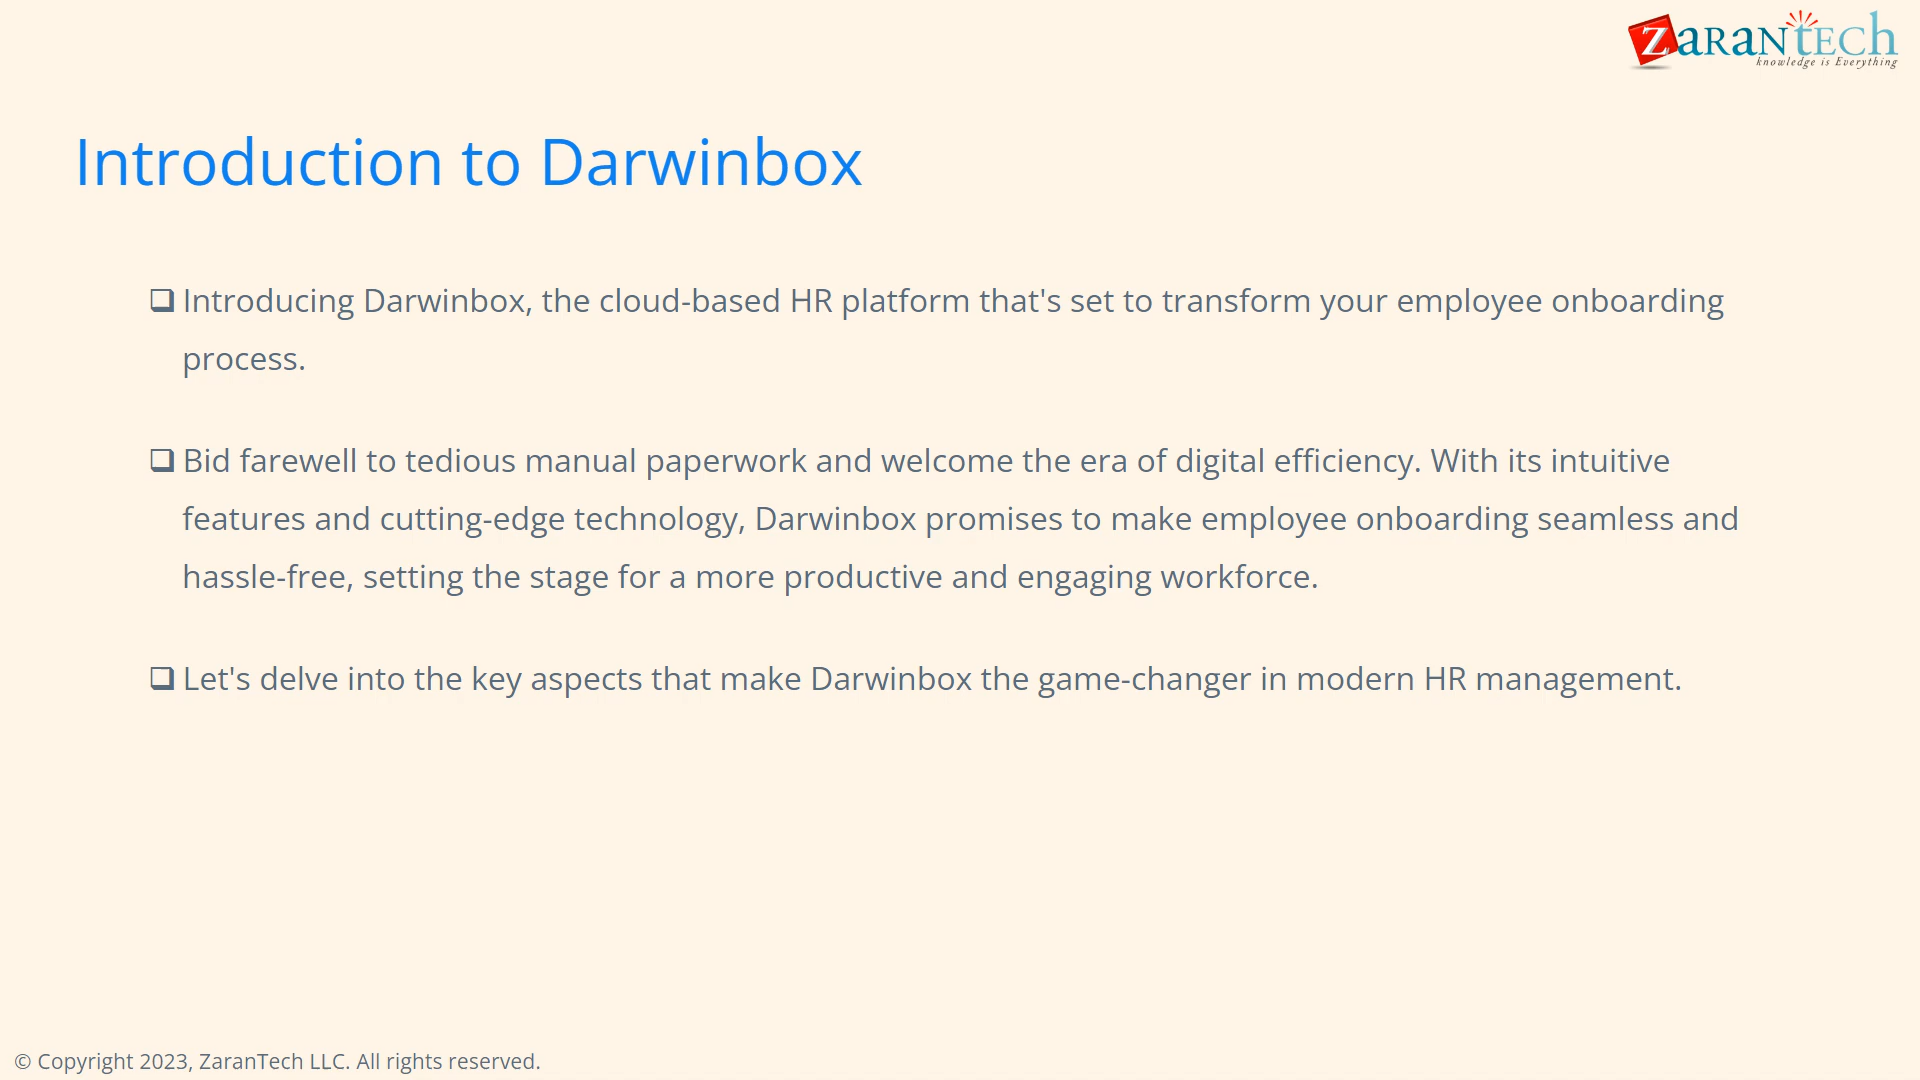 ZaranTech
knowledge is Everything
Introduction to Darwinbox
❑ Introducing Darwinbox, the cloud-based HR platform that's set to transform your employee onboarding
process.
❑ Bid farewell to tedious manual paperwork and welcome the era of digital efficiency. With its intuitive
features and cutting-edge technology, Darwinbox promises to make employee onboarding seamless and
hassle-free, setting the stage for a more productive and engaging workforce.
❑ Let's delve into the key aspects that make Darwinbox the game-changer in modern HR management.
© Copyright 2023, ZaranTech LLC. All rights reserved.